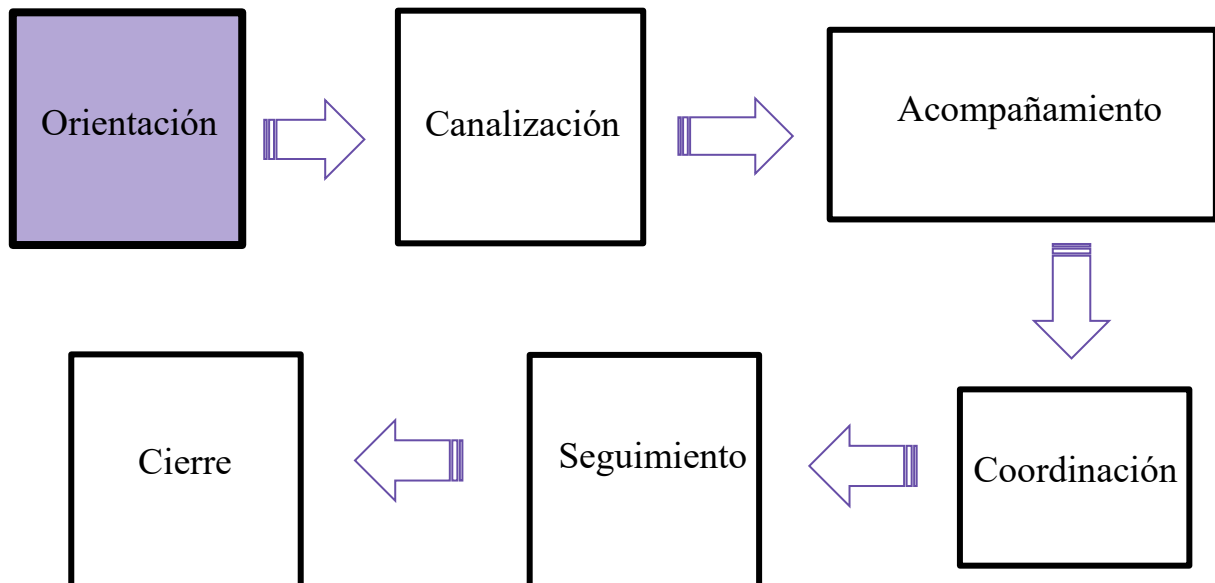 Orientación
Canalización
Acompañamiento
Coordinación
Seguimiento
Cierre